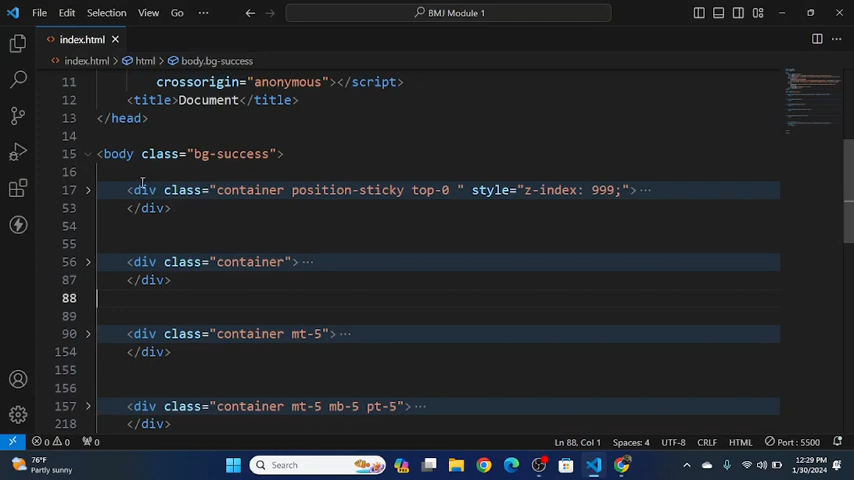 File Edit Selection View Go ··· BMJ Module 1
index.html ×
index.html > html > body.bg-success
11 crossorigin="anonymous"></script>
12 <title>Document</title>
13 </head>
14
15 <body class="bg-success">
16
17 <div class="container position-sticky top-0 " style="z-index: 999;">···
53 </div>
54
55
56 <div class="container">···
87 </div>
88
89
90 <div class="container mt-5">···
154 </div>
155
156
157 <div class="container mt-5 mb-5 pt-5">···
218 </div>
0 0 0 Ln 88, Col 1 Spaces: 4 UTF-8 CRLF HTML Port : 5500
76°F
Partly sunny
Search
12:29 PM
1/30/2024